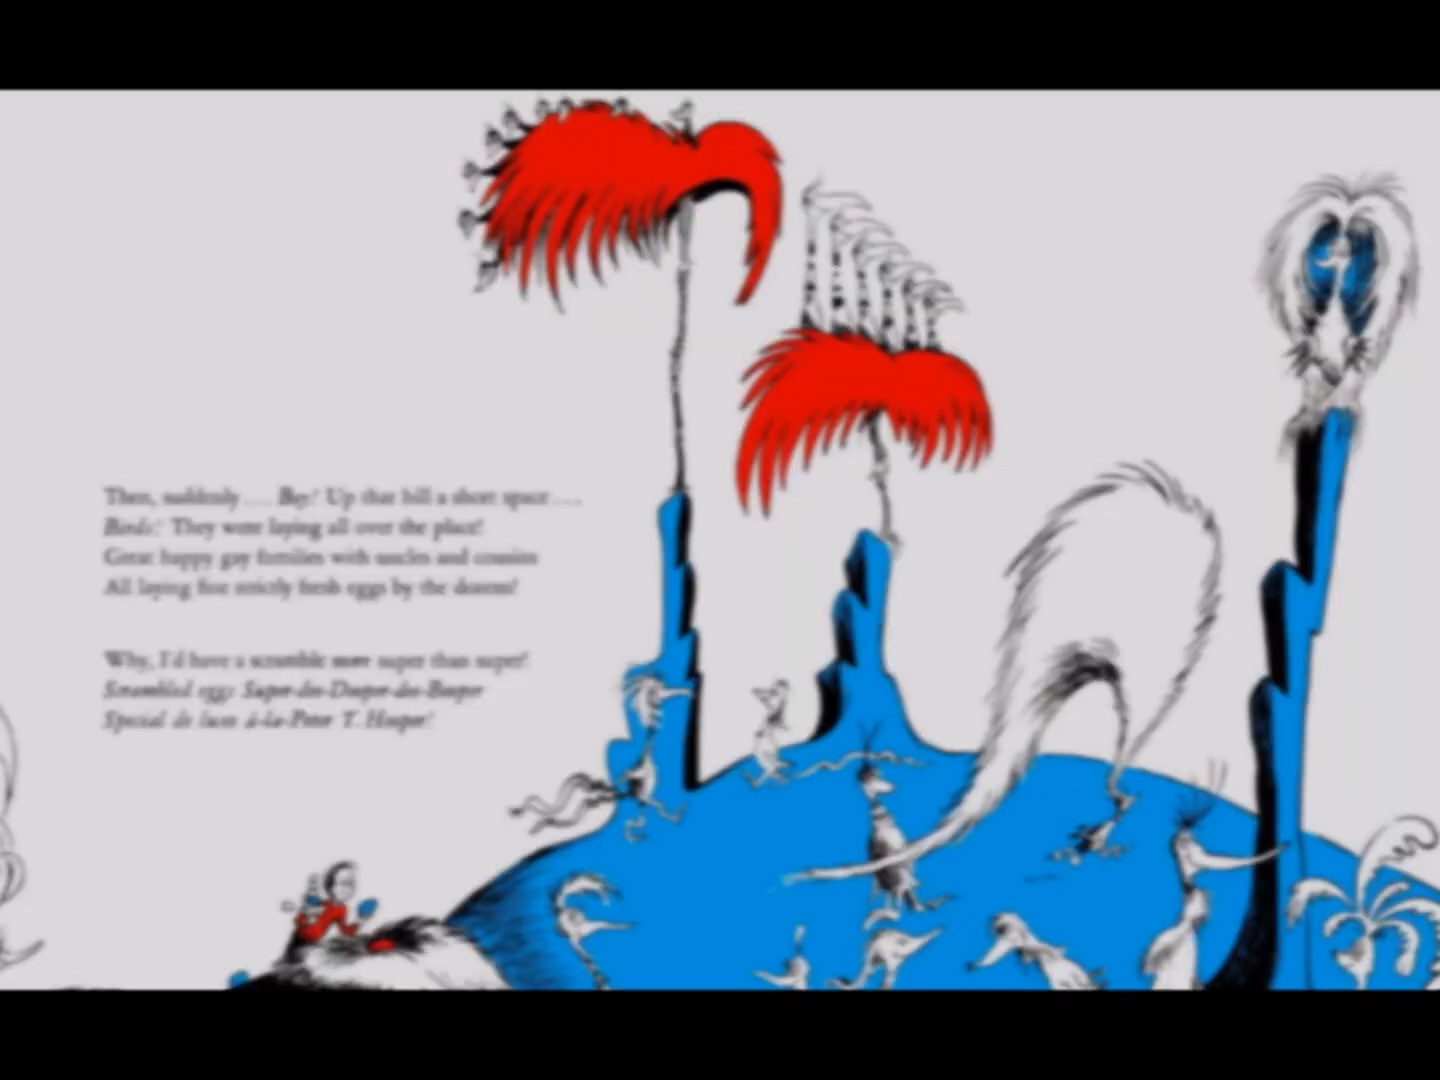 Then, suddenly .... Boy! Up that hill a short space ....
Birds! They were laying all over the place!
Great happy gay families with uncles and cousins
All laying fine strictly fresh eggs by the dozens!
Why, I'd have a scramble more super than super!
Scrambled eggs Super-dee-Dooper-dee-Booper
Special de luxe à-la-Peter T. Hooper!